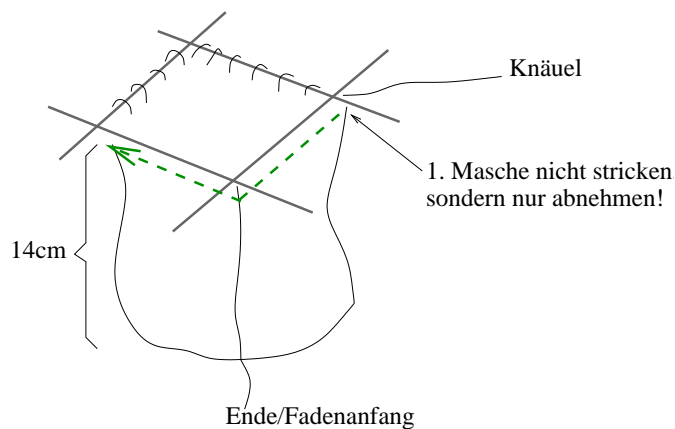 Knäuel
1. Masche nicht stricken,
sondern nur abnehmen!
14cm
Ende/Fadenanfang